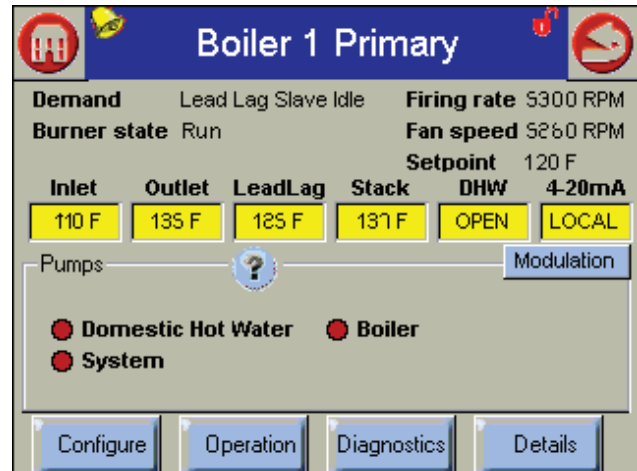 Boiler 1 Primary
Demand Lead Lag Slave Idle Firing rate 5300 RPM
Burner state Run Fan speed 5260 RPM
Setpoint 120 F
Inlet Outlet LeadLag Stack DHW 4-20mA
110 F 135 F 125 F 137 F OPEN LOCAL
Pumps ? Modulation
Domestic Hot Water Boiler
System
Configure Operation Diagnostics Details